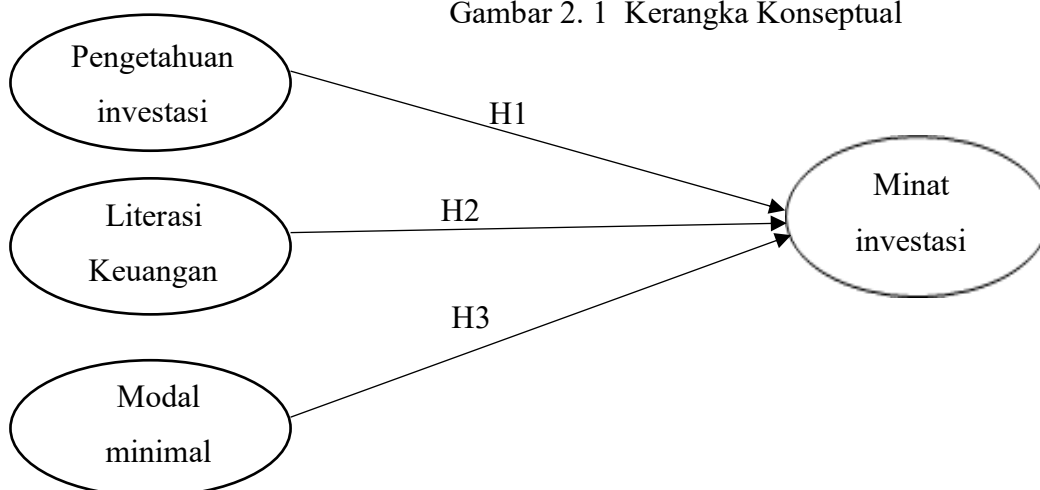 Gambar 2. 1 Kerangka Konseptual
Pengetahuan
investasi
H1
Literasi
Keuangan
H2
Minat
investasi
H3
Modal
minimal